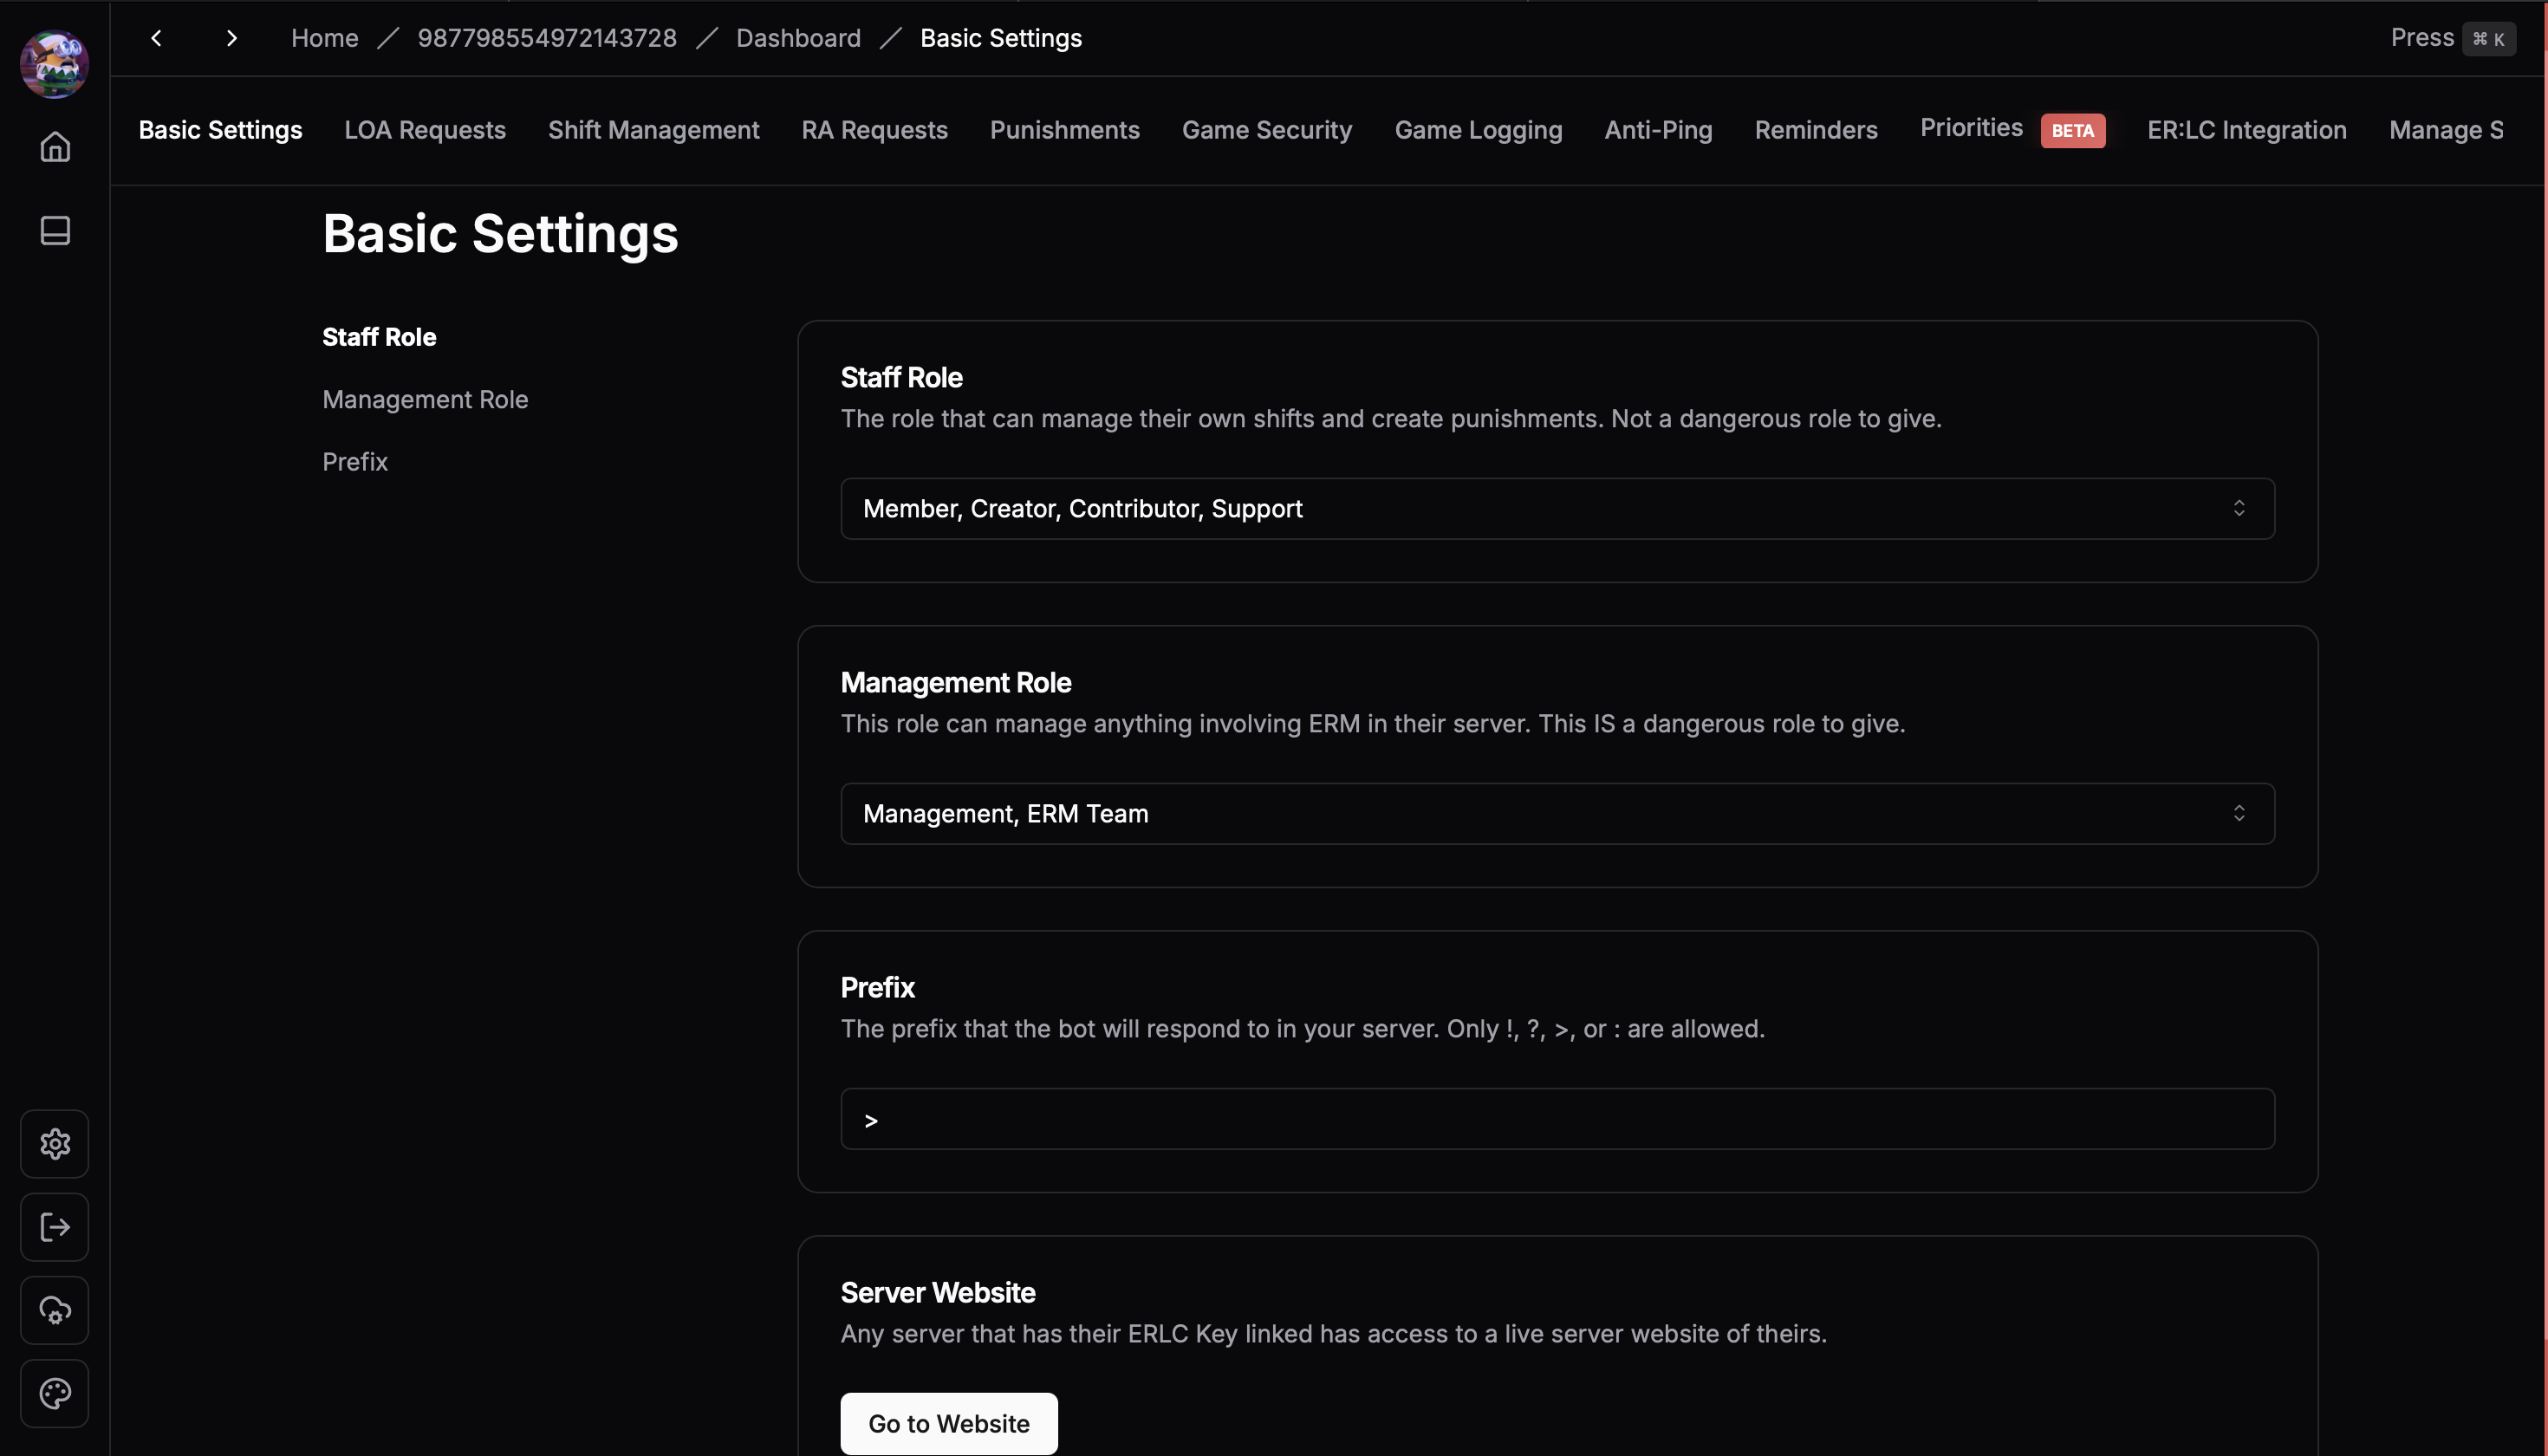 Home / 987798554972143728 / Dashboard / Basic Settings
Press ⌘ K
Basic Settings LOA Requests Shift Management RA Requests Punishments Game Security Game Logging Anti-Ping Reminders Priorities BETA ER:LC Integration Manage S
Basic Settings
Staff Role
Management Role
Prefix
Staff Role
The role that can manage their own shifts and create punishments. Not a dangerous role to give.
Member, Creator, Contributor, Support
Management Role
This role can manage anything involving ERM in their server. This IS a dangerous role to give.
Management, ERM Team
Prefix
The prefix that the bot will respond to in your server. Only !, ?, >, or : are allowed.
>
Server Website
Any server that has their ERLC Key linked has access to a live server website of theirs.
Go to Website